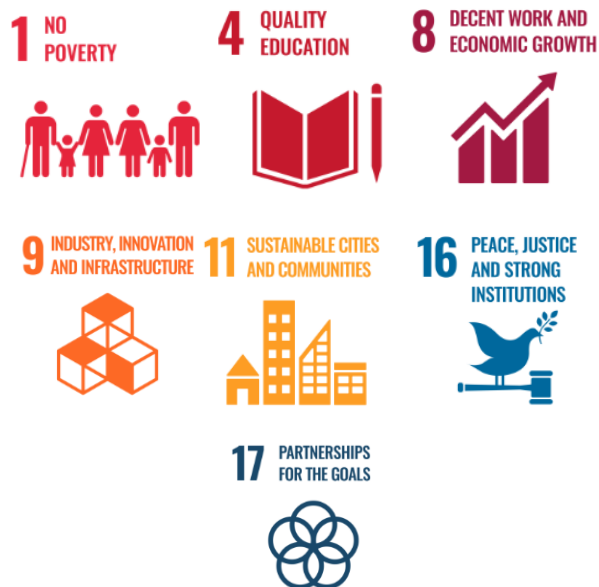 1 NO
POVERTY
4 QUALITY
EDUCATION
8 DECENT WORK AND
ECONOMIC GROWTH
9 INDUSTRY, INNOVATION
AND INFRASTRUCTURE
11 SUSTAINABLE CITIES
AND COMMUNITIES
16 PEACE, JUSTICE
AND STRONG
INSTITUTIONS
17 PARTNERSHIPS
FOR THE GOALS